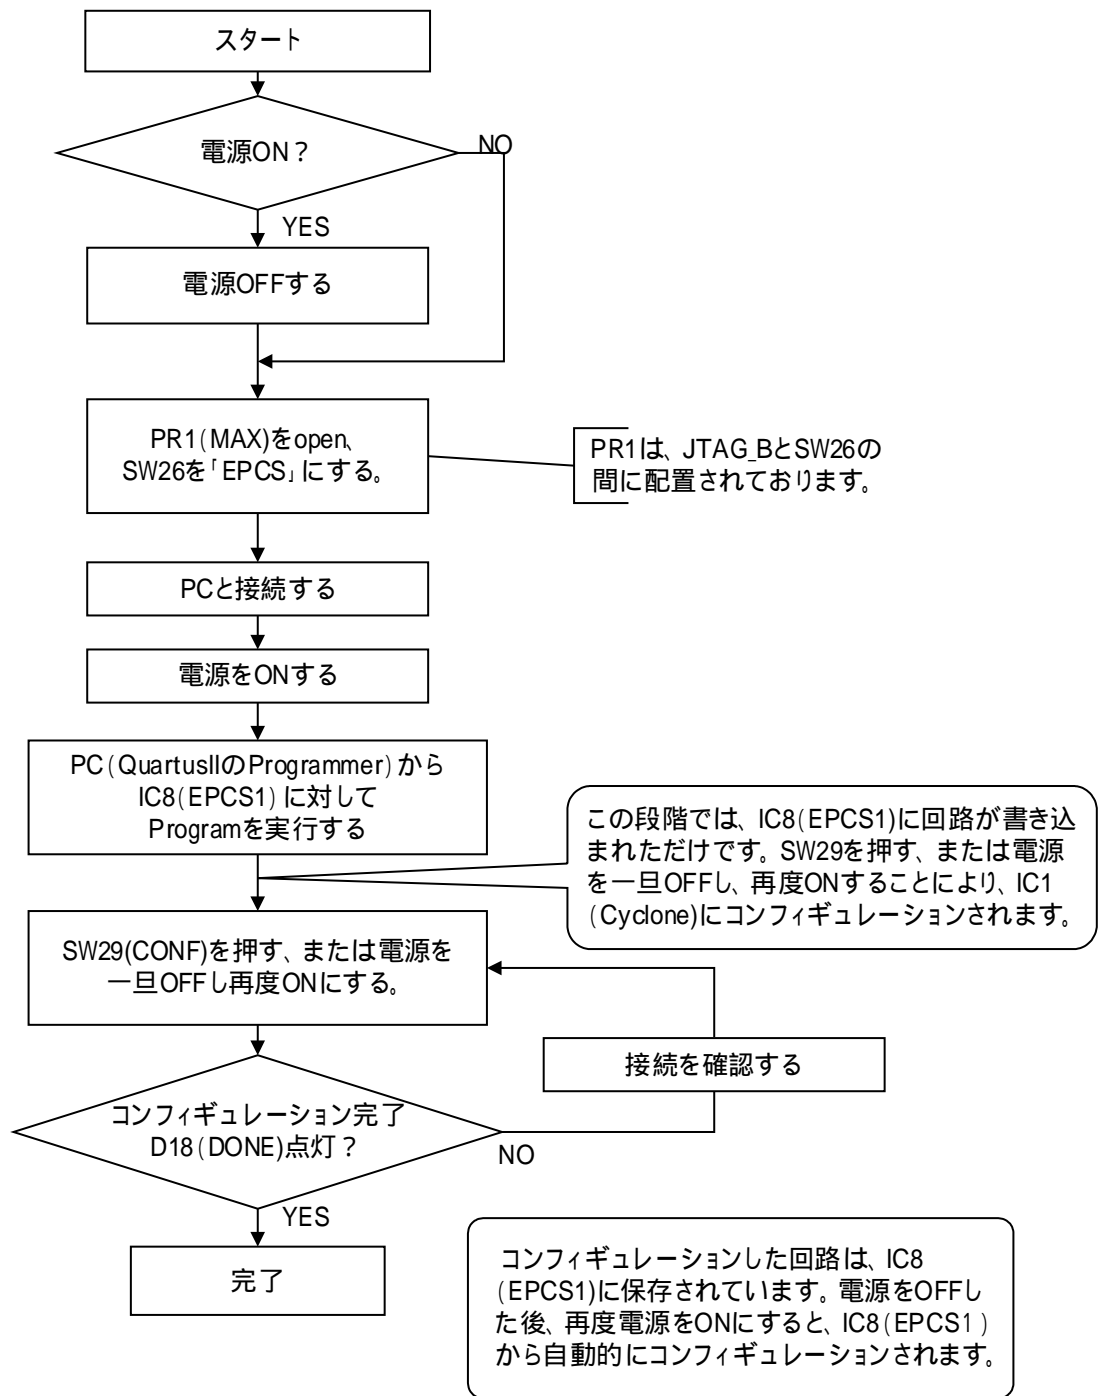 スタート
電源ON？
NO
YES
電源OFFする
PR1(MAX)をopen、
SW26を「EPCS」にする。
PR1は、JTAG_BとSW26の
間に配置されております。
PCと接続する
電源をONする
PC(QuartusIIのProgrammer)から
IC8(EPCS1)に対して
Programを実行する
この段階では、IC8(EPCS1)に回路が書き込
まれただけです。SW29を押す、または電源
を一旦OFFし、再度ONすることにより、IC1
(Cyclone)にコンフィギュレーションされます。
SW29(CONF)を押す、または電源を
一旦OFFし再度ONにする。
接続を確認する
コンフィギュレーション完了
D18(DONE)点灯？
NO
YES
完了
コンフィギュレーションした回路は、IC8
(EPCS1)に保存されています。電源をOFFし
た後、再度電源をONにすると、IC8(EPCS1)
から自動的にコンフィギュレーションされます。